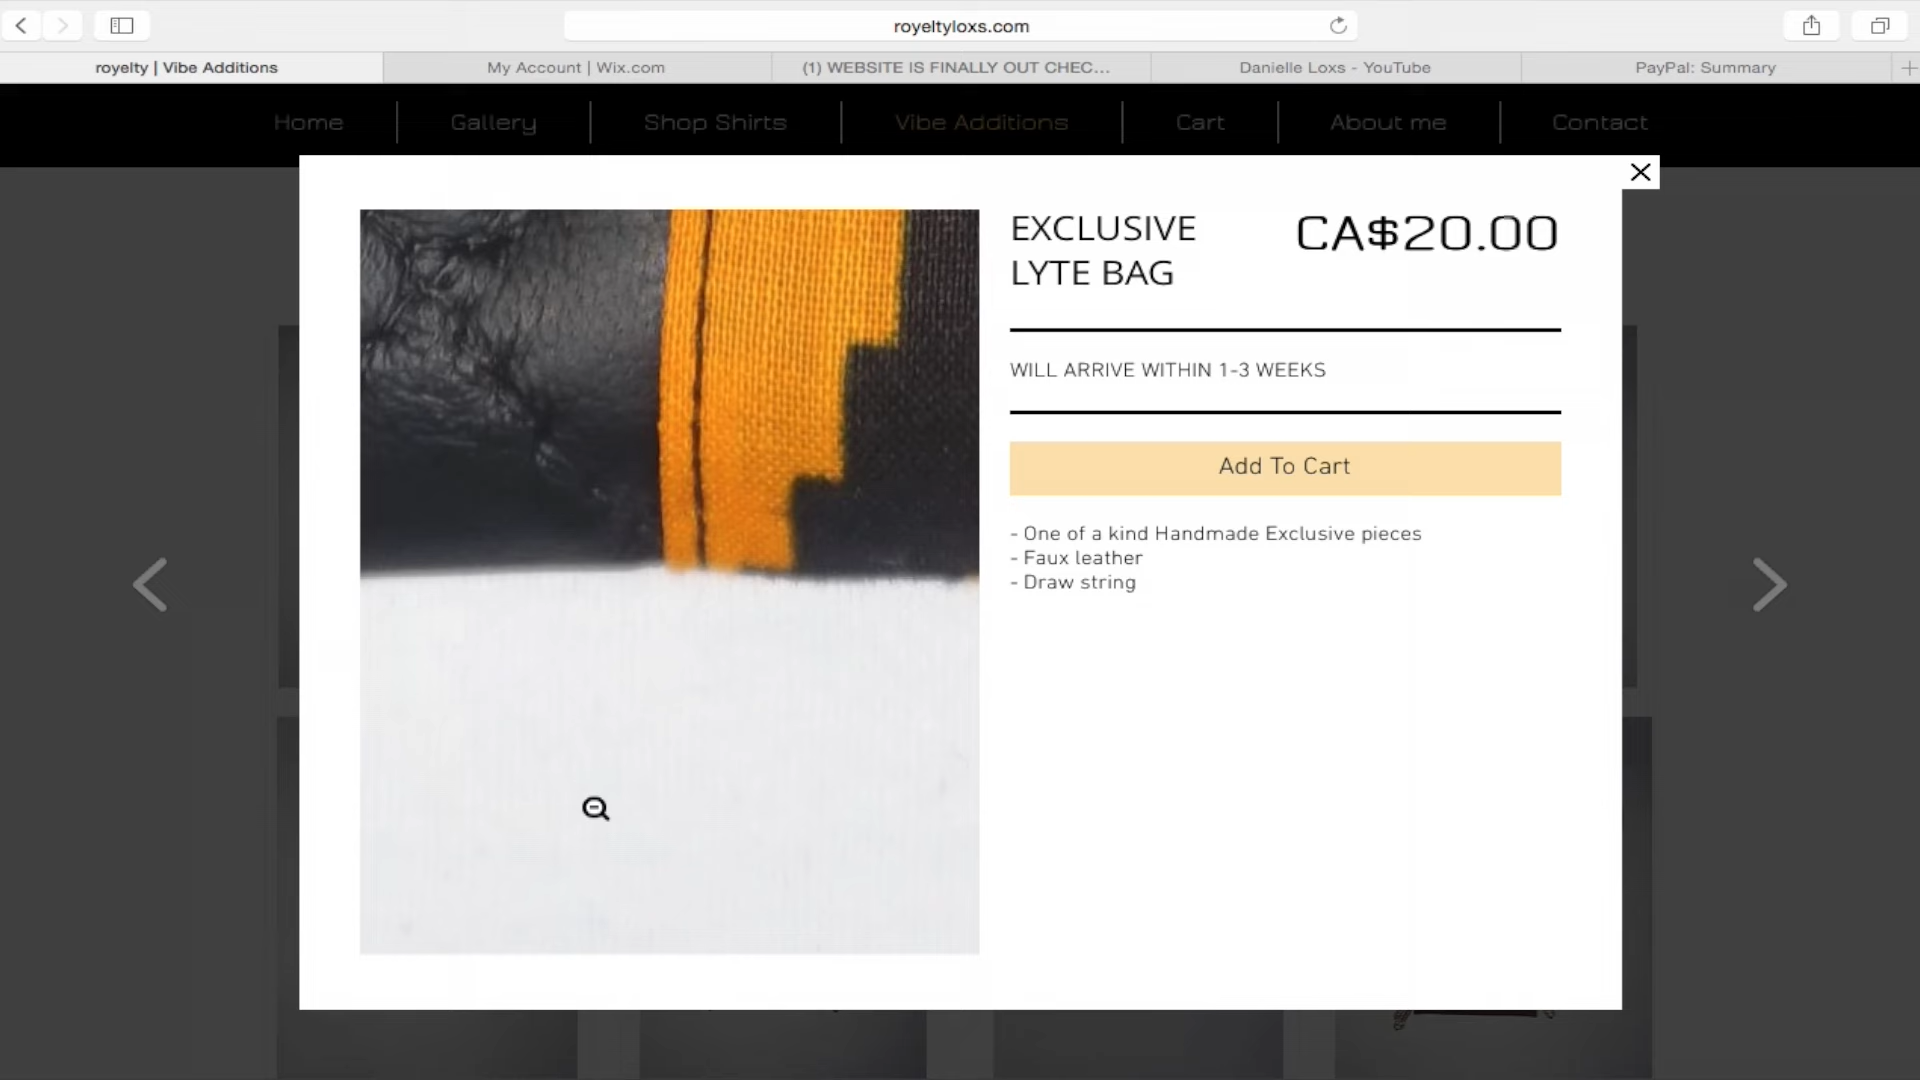 royeltyloxs.com
royelty | Vibe Additions
My Account | Wix.com
(1) WEBSITE IS FINALLY OUT CHEC...
Danielle Loxs - YouTube
PayPal: Summary
Home
Gallery
Shop Shirts
Vibe Additions
Cart
About me
Contact
EXCLUSIVE
LYTE BAG
CA$20.00
WILL ARRIVE WITHIN 1-3 WEEKS
Add To Cart
- One of a kind Handmade Exclusive pieces
- Faux leather
- Draw string